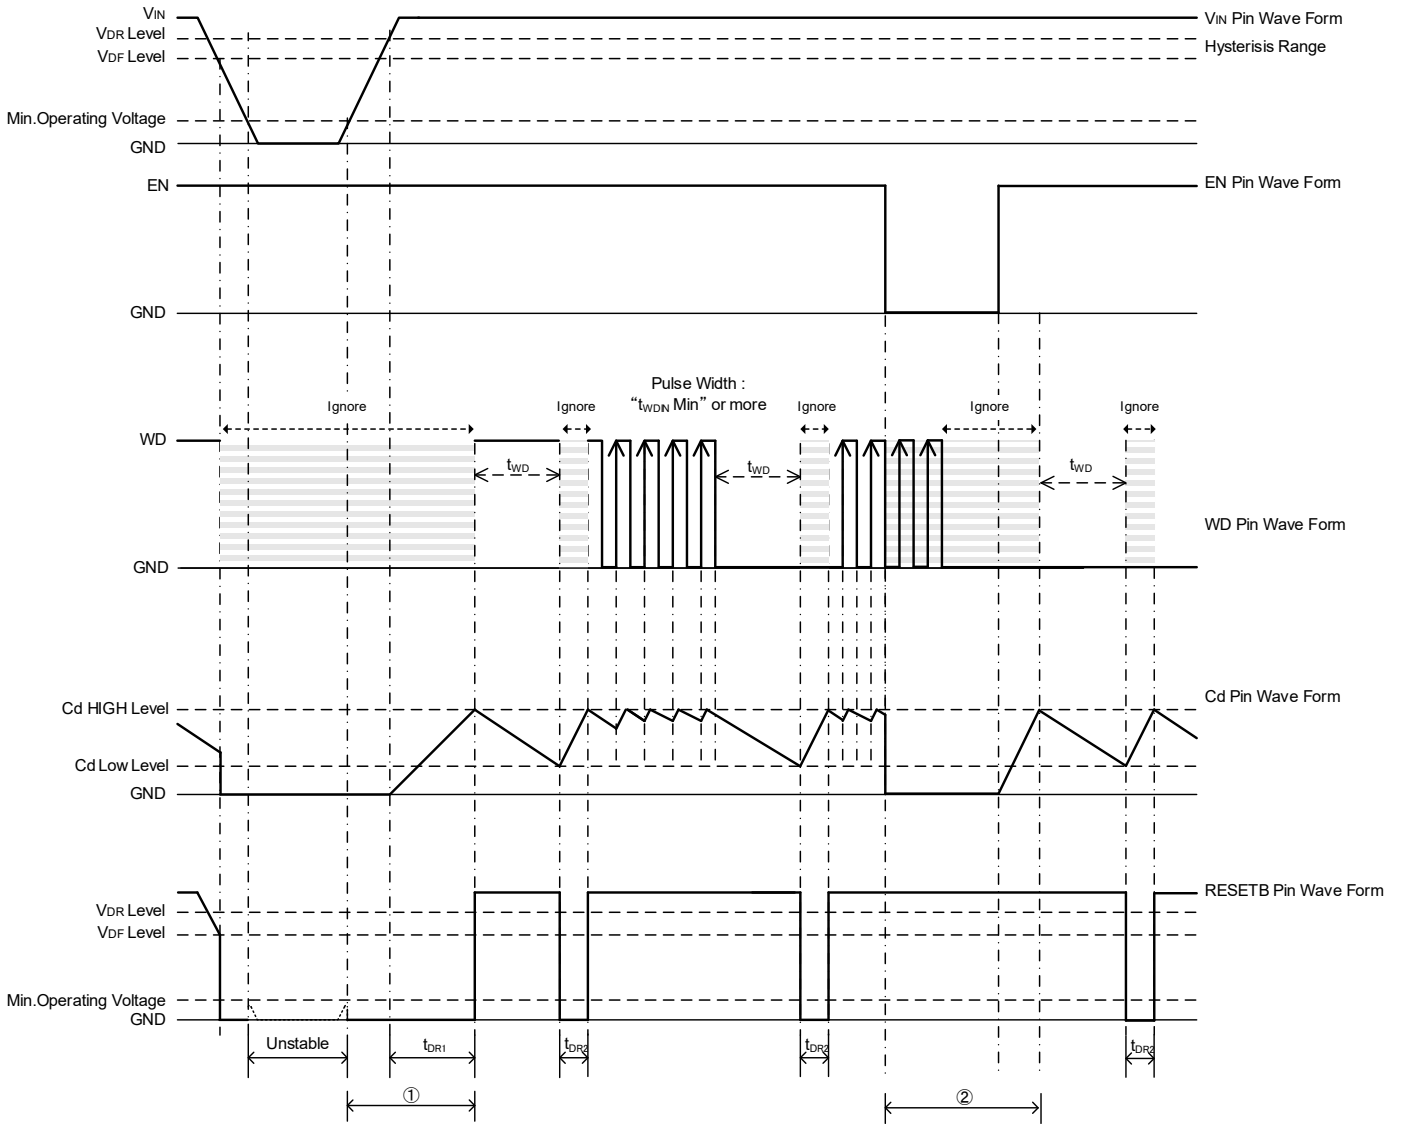 VIN
VIN Pin Wave Form
VDR Level
Hysterisis Range
VDF Level
Min.Operating Voltage
GND
EN
EN Pin Wave Form
GND
Pulse Width :
Ignore
Ignore
“tWDIN Min” or more
Ignore
Ignore
Ignore
WD
tWD
tWD
tWD
WD Pin Wave Form
GND
Cd Pin Wave Form
Cd HIGH Level
Cd Low Level
GND
RESETB Pin Wave Form
VDR Level
VDF Level
Min.Operating Voltage
GND
Unstable
tDR1
tDR2
tDR2
tDR2
①
②